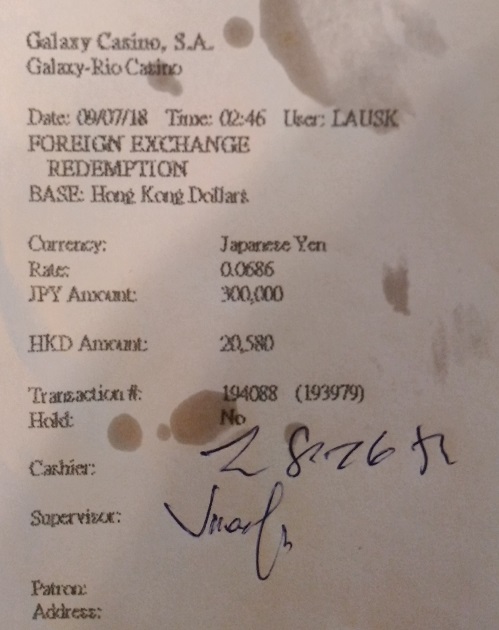 Galaxy Casino, S.A.
Galaxy-Rio Casino
Date: 09/07/18 Time: 02:46 User: LAUSK
FOREIGN EXCHANGE
REDEMPTION
BASE: Hong Kong Dollars
Currency: Japanese Yen
Rate: 0.0686
JPY Amount: 300,000
HKD Amount: 20,580
Transaction #: 194088 (193979)
Hold: No
Cashier:
Supervisor:
Patron:
Address: